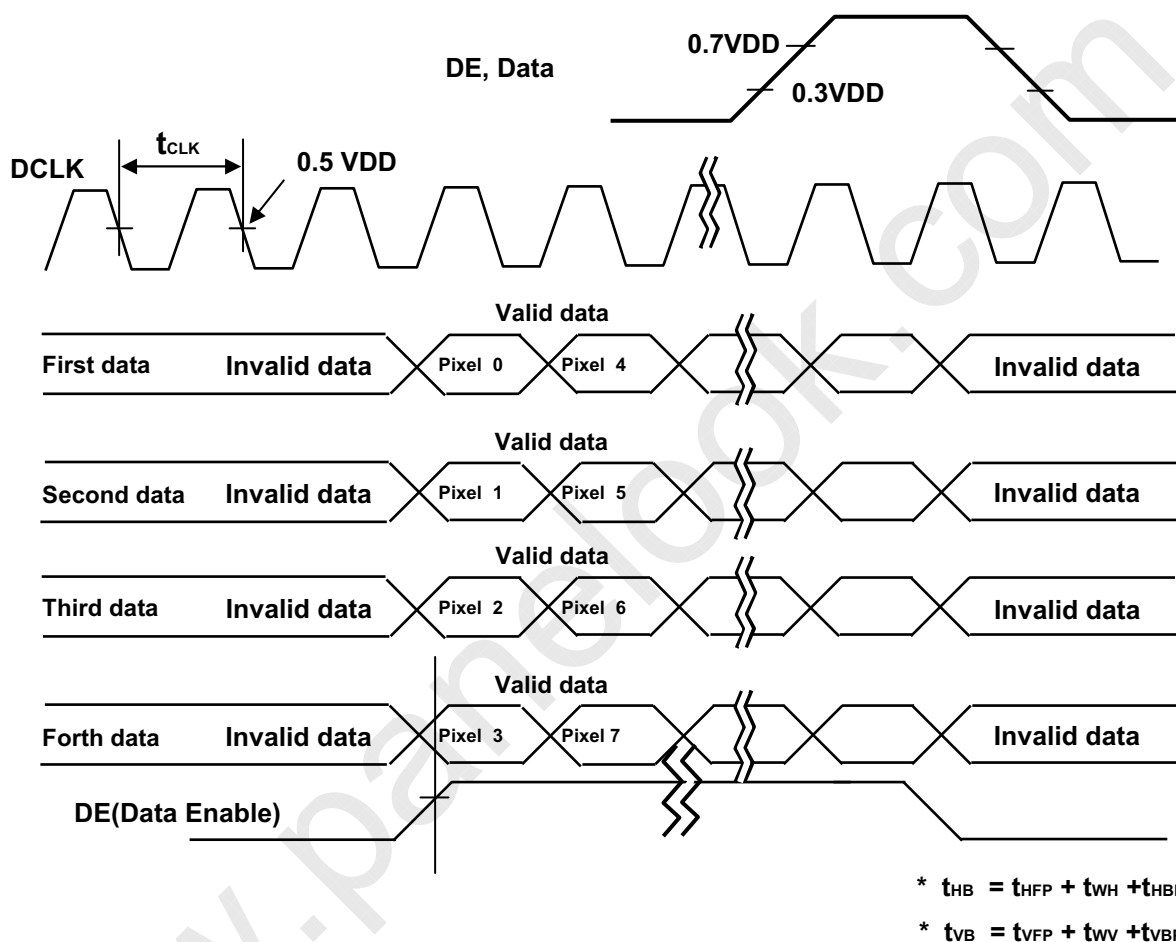 0.7VDD
DE, Data
0.3VDD
tCLK
0.5 VDD
DCLK
Valid data
First data Invalid data Pixel 0 Pixel 4 Invalid data
Valid data
Second data Invalid data Pixel 1 Pixel 5 Invalid data
Valid data
Third data Invalid data Pixel 2 Pixel 6 Invalid data
Valid data
Forth data Invalid data Pixel 3 Pixel 7 Invalid data
DE(Data Enable)
* tHB = tHFP + tWH +
* tVB = tVFP + tWV +
.panelook.com